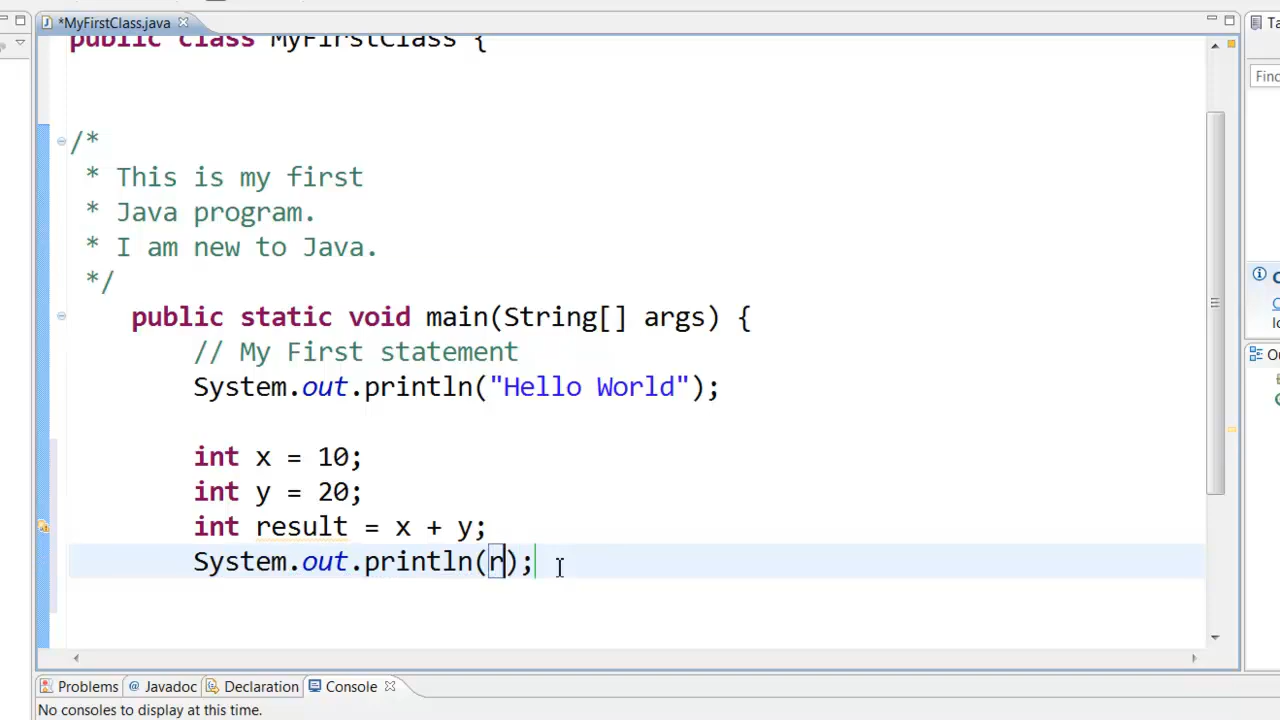 *MyFirstClass.java
public class MyFirstClass {
/*
* This is my first
* Java program.
* I am new to Java.
*/
public static void main(String[] args) {
// My First statement
System.out.println("Hello World");
int x = 10;
int y = 20;
int result = x + y;
System.out.println(r);
Ta
Find
Problems @ Javadoc Declaration Console
No consoles to display at this time.